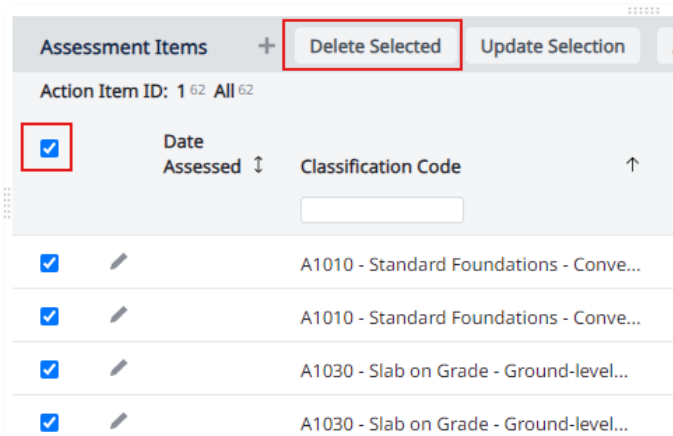 Assessment Items + Delete Selected Update Selection
Action Item ID: 1 62 All 62
Date
Assessed ↕ Classification Code ↑
A1010 - Standard Foundations - Conve...
A1010 - Standard Foundations - Conve...
A1030 - Slab on Grade - Ground-level...
A1030 - Slab on Grade - Ground-level...